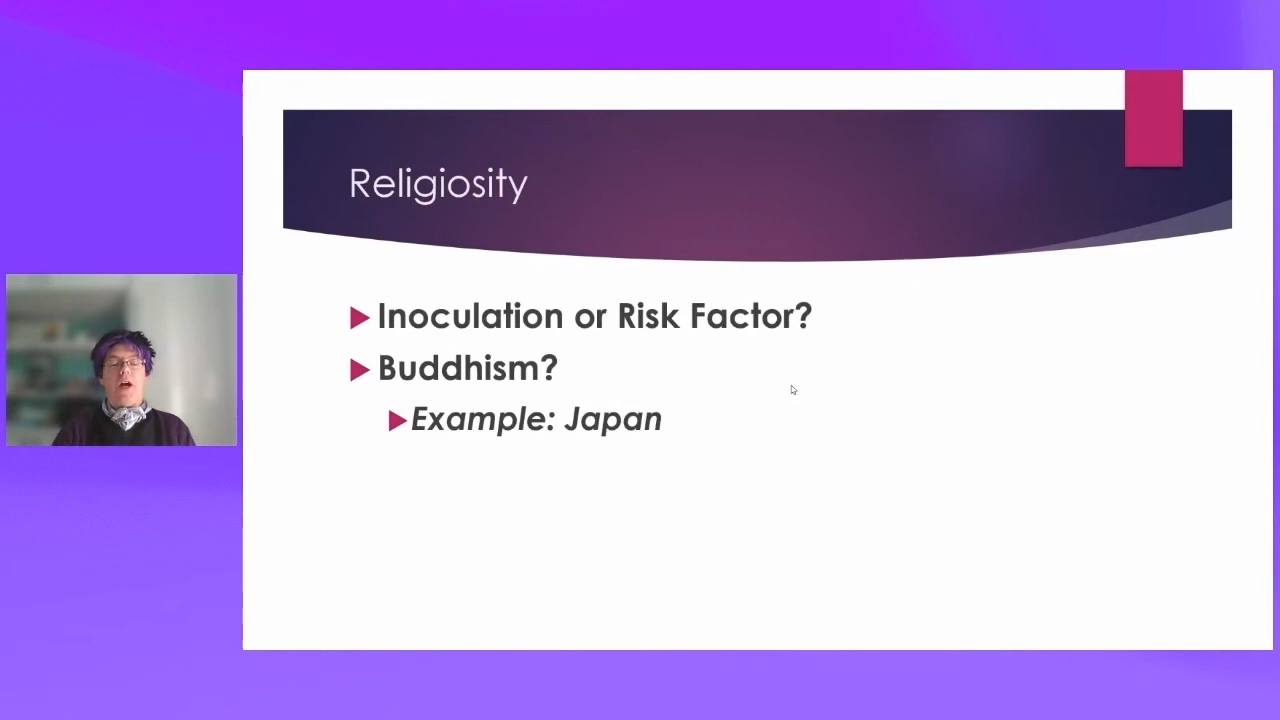 Religiosity
Inoculation or Risk Factor?
Buddhism?
Example: Japan